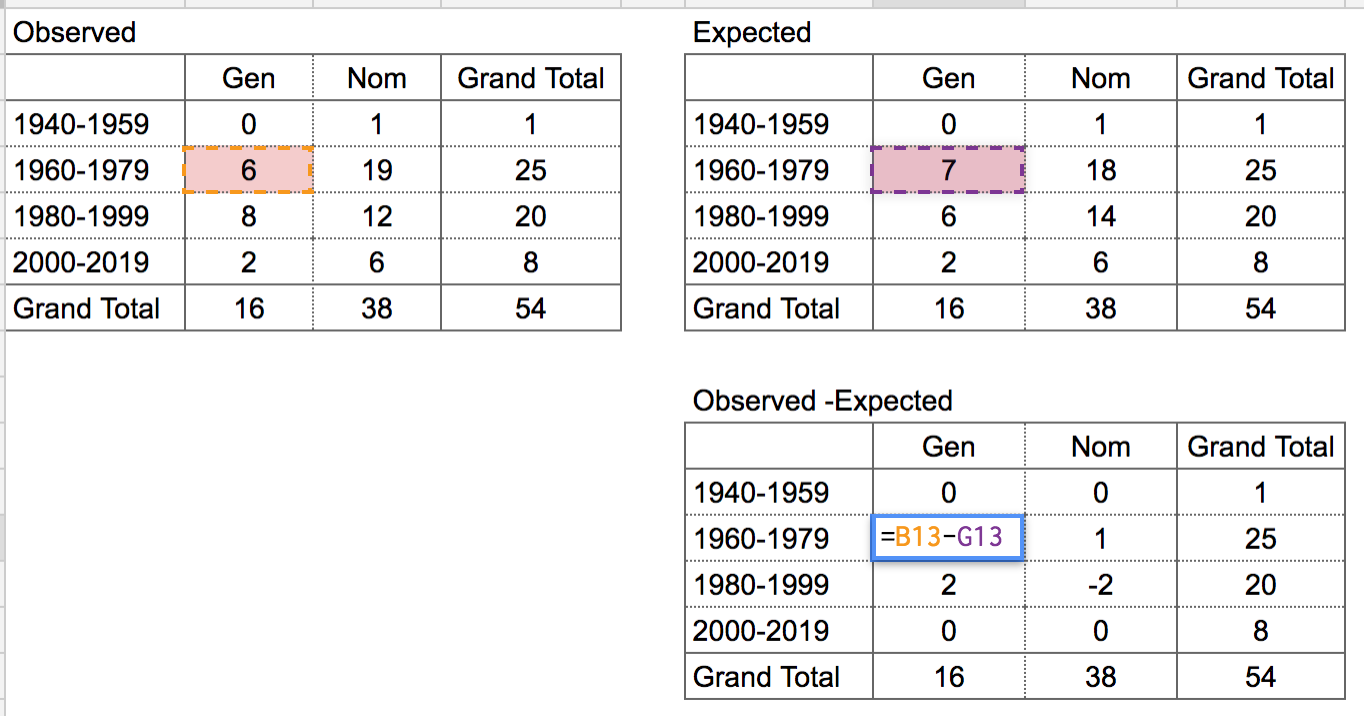 Observed
Gen Nom Grand Total
1940-1959 0 1 1
1960-1979 6 19 25
1980-1999 8 12 20
2000-2019 2 6 8
Grand Total 16 38 54
Expected
Gen Nom Grand Total
1940-1959 0 1 1
1960-1979 7 18 25
1980-1999 6 14 20
2000-2019 2 6 8
Grand Total 16 38 54
Observed -Expected
Gen Nom Grand Total
1940-1959 0 0 1
1960-1979 =B13-G13 1 25
1980-1999 2 -2 20
2000-2019 0 0 8
Grand Total 16 38 54